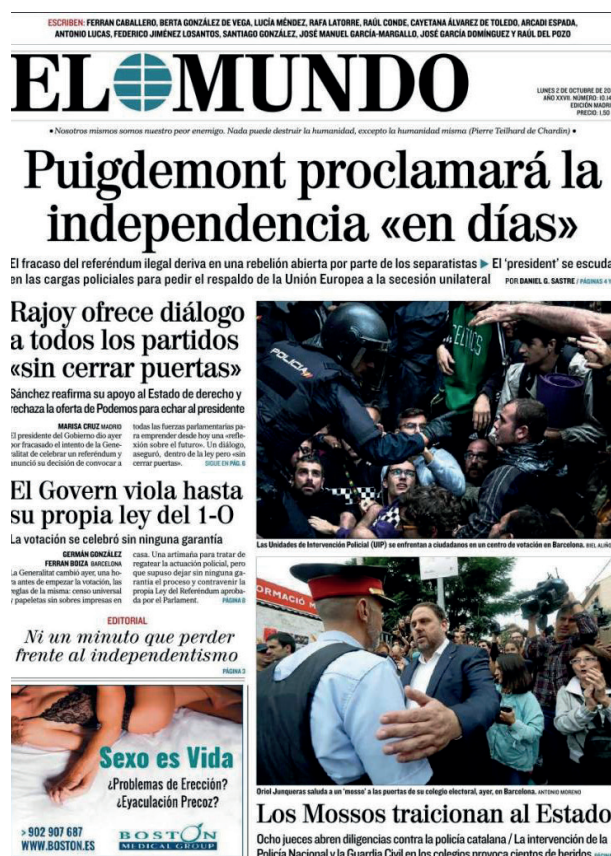 ESCRIBEN: FERRAN CABALLERO, BERTA GONZÁLEZ DE VEGA, LUCÍA MÉNDEZ, RAFA LATORRE, RAÚL CONDE, CAYETANA ÁLVAREZ DE TOLEDO, ARCADI ESPADA,
ANTONIO LUCAS, FEDERICO JIMÉNEZ LOSANTOS, SANTIAGO GONZÁLEZ, JOSÉ MANUEL GARCÍA-MARGALLO, JOSÉ GARCÍA DOMÍNGUEZ Y RAÚL DEL POZO
EL MUNDO
LUNES 2 DE OCTUBRE DE 20
AÑO XXVII. NÚMERO: 10.14
EDICIÓN MADRI
PRECIO: 1,50
• Nosotros mismos somos nuestro peor enemigo. Nada puede destruir la humanidad, excepto la humanidad misma (Pierre Teilhard de Chardin) •
Puigdemont proclamará la
independencia «en días»
El fracaso del referéndum ilegal deriva en una rebelión abierta por parte de los separatistas ▶ El 'president' se escuda
en las cargas policiales para pedir el respaldo de la Unión Europea a la secesión unilateral POR DANIEL G. SASTRE / PÁGINAS 4 Y
Rajoy ofrece diálogo
a todos los partidos
«sin cerrar puertas»
Sánchez reafirma su apoyo al Estado de derecho y
rechaza la oferta de Podemos para echar al presidente
MARISA CRUZ MADRID
El presidente del Gobierno dio ayer
por fracasado el intento de la Gene-
ralitat de celebrar un referéndum y
anunció su decisión de convocar a
todas las fuerzas parlamentarias pa-
ra emprender desde hoy una «refle-
xión sobre el futuro». Un diálogo,
aseguró, dentro de la ley pero «sin
cerrar puertas». SIGUE EN PÁG. 6
El Govern viola hasta
su propia ley del 1-O
La votación se celebró sin ninguna garantía
GERMÁN GONZÁLEZ
FERRAN BOIZA BARCELONA
La Generalitat cambió ayer, una ho-
ra antes de empezar la votación, las
reglas de la misma: censo universal
y papeletas sin sobres impresas en
casa. Una artimaña para tratar de
regatear la actuación policial, pero
que supuso dejar sin ninguna ga-
rantía el proceso y contravenir la
propia Ley del Referéndum aproba-
da por el Parlament. PÁGINA 8
EDITORIAL
Ni un minuto que perder
frente al independentismo
PÁGINA 3
POLICIA
CELTICS
Las Unidades de Intervención Policial (UIP) se enfrentan a ciudadanos en un centro de votación en Barcelona. BIEL ALIÑO
ORMACIÓ
Oriol Junqueras saluda a un 'mosso' a las puertas de su colegio electoral, ayer, en Barcelona. ANTONIO MORENO
Los Mossos traicionan al Estado
Ocho jueces abren diligencias contra la policía catalana / La intervención de la
Policía Nacional y la Guardia Civil en los colegios provoca cientos de heridos
Sexo es Vida
¿Problemas de Erección?
¿Eyaculación Precoz?
> 902 907 687
WWW.BOSTON.ES
BOSTON
MEDICAL GROUP